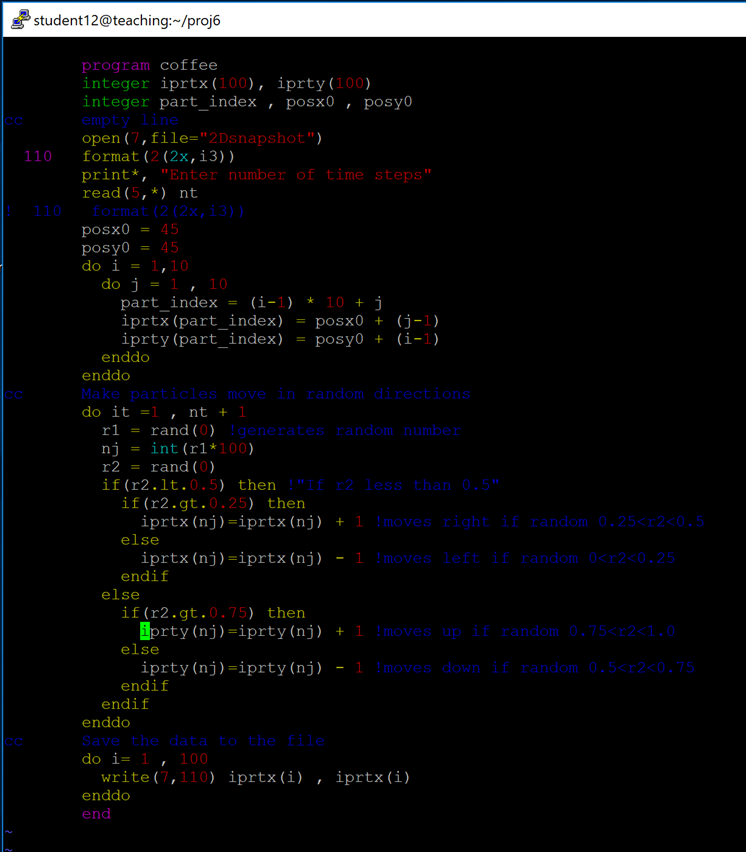 student12@teaching:~/proj6
program coffee
integer iprtx(100), iprty(100)
integer part_index , posx0 , posy0
cc      empty line
open(7,file="2Dsnapshot")
110   format(2(2x,i3))
print*, "Enter number of time steps"
read(5,*) nt
!  110   format(2(2x,i3))
posx0 = 45
posy0 = 45
do i = 1,10
do j = 1 , 10
part_index = (i-1) * 10 + j
iprtx(part_index) = posx0 + (j-1)
iprty(part_index) = posy0 + (i-1)
enddo
enddo
cc      Make particles move in random directions
do it =1 , nt + 1
r1 = rand(0) !generates random number
nj = int(r1*100)
r2 = rand(0)
if(r2.lt.0.5) then !"If r2 less than 0.5"
if(r2.gt.0.25) then
iprtx(nj)=iprtx(nj) + 1 !moves right if random 0.25<r2<0.5
else
iprtx(nj)=iprtx(nj) - 1 !moves left if random 0<r2<0.25
endif
else
if(r2.gt.0.75) then
iprty(nj)=iprty(nj) + 1 !moves up if random 0.75<r2<1.0
else
iprty(nj)=iprty(nj) - 1 !moves down if random 0.5<r2<0.75
endif
endif
enddo
cc      Save the data to the file
do i= 1 , 100
write(7,110) iprtx(i) , iprtx(i)
enddo
end
~
~